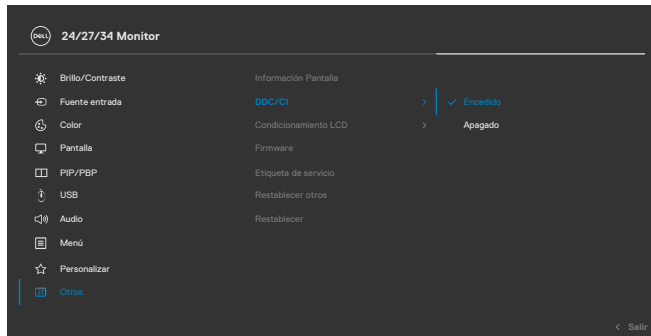 DELL 24/27/34 Monitor
Brillo/Contraste Información Pantalla
Fuente entrada DDC/CI Encedido
Color Condicionamiento LCD Apagado
Pantalla Firmware
PIP/PBP Etiqueta de servicio
USB Restablecer otros
Audio Restablecer
Menú
Personalizar
Otros
Salir